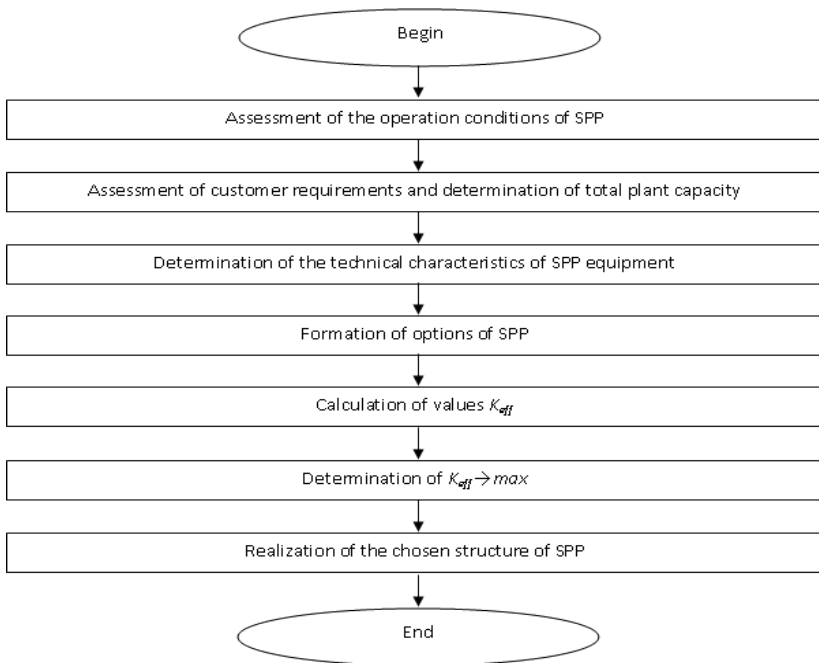 Begin
Assessment of the operation conditions of SPP
Assessment of customer requirements and determination of total plant capacity
Determination of the technical characteristics of SPP equipment
Formation of options of SPP
Calculation of values Keff
Determination of Keff→max
Realization of the chosen structure of SPP
End